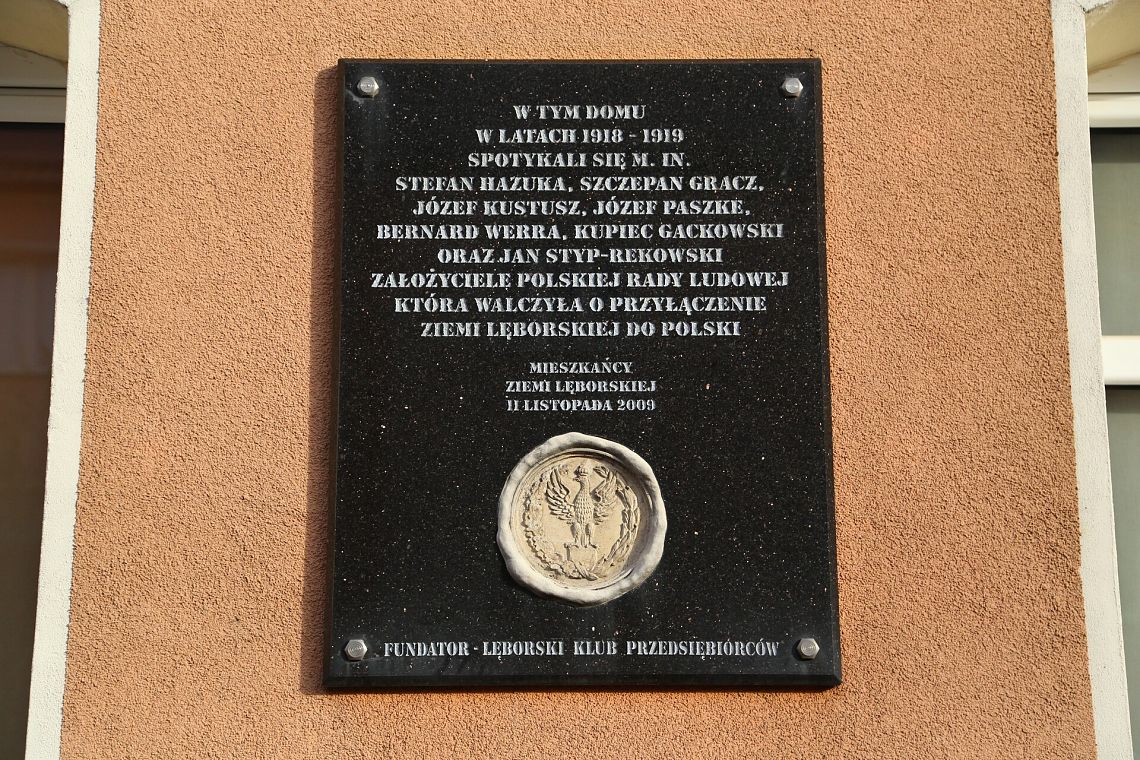 W TYM DOMU
W LATACH 1918 - 1919
SPOTYKALI SIĘ M. IN.
STEFAN HAZUKA, SZCZEPAN GRACZ,
JÓZEF KUSTUSZ, JÓZEF PASZKE,
BERNARD WERRA, KUPIEC GACKOWSKI
ORAZ JAN STYP-REKOWSKI
ZAŁOŻYCIELE POLSKIEJ RADY LUDOWEJ
KTÓRA WALCZYŁA O PRZYŁĄCZENIE
ZIEMI LĘBORSKIEJ DO POLSKI
MIESZKAŃCY
ZIEMI LĘBORSKIEJ
11 LISTOPADA 2009
FUNDATOR - LĘBORSKI KLUB PRZEDSIĘBIÓRCÓW